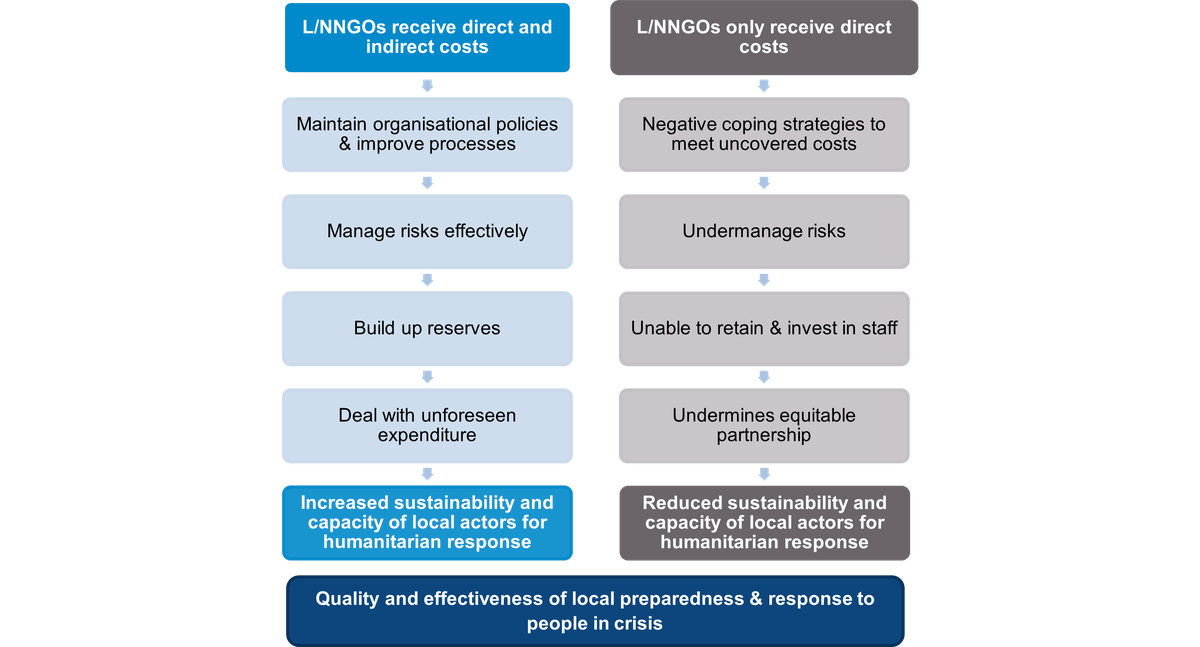 L/NNGOs receive direct and
indirect costs
Maintain organisational policies
& improve processes
Manage risks effectively
Build up reserves
Deal with unforeseen
expenditure
Increased sustainability and
capacity of local actors for
humanitarian response
L/NNGOs only receive direct
costs
Negative coping strategies to
meet uncovered costs
Undermanage risks
Unable to retain & invest in staff
Undermines equitable
partnership
Reduced sustainability and
capacity of local actors for
humanitarian response
Quality and effectiveness of local preparedness & response to
people in crisis